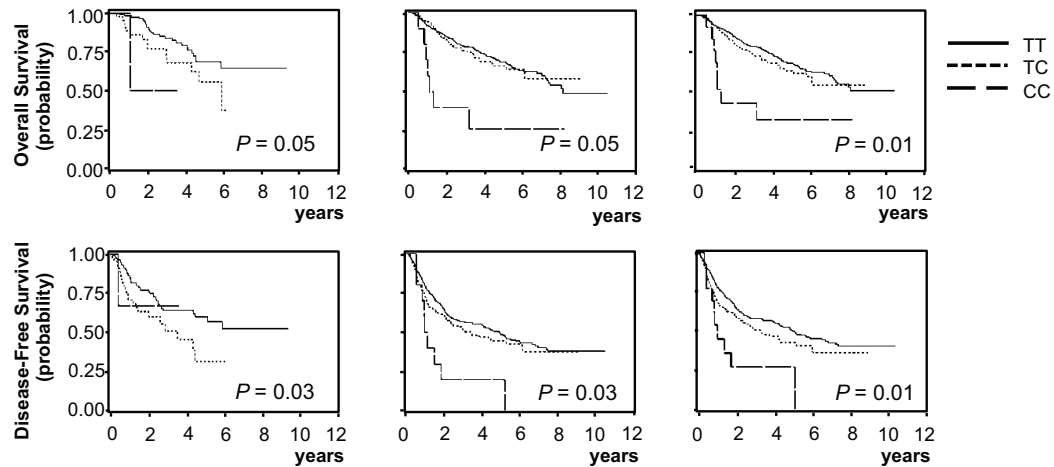 Overall Survival
(probability)
1.00
0.75
0.50
0.25
0.00
P = 0.05
0 2 4 6 8 10 12
years
P = 0.05
0 2 4 6 8 10 12
years
P = 0.01
0 2 4 6 8 10 12
years
TT
TC
CC
Disease-Free Survival
(probability)
1.00
0.75
0.50
0.25
0.00
P = 0.03
0 2 4 6 8 10 12
years
P = 0.03
0 2 4 6 8 10 12
years
P = 0.01
0 2 4 6 8 10 12
years